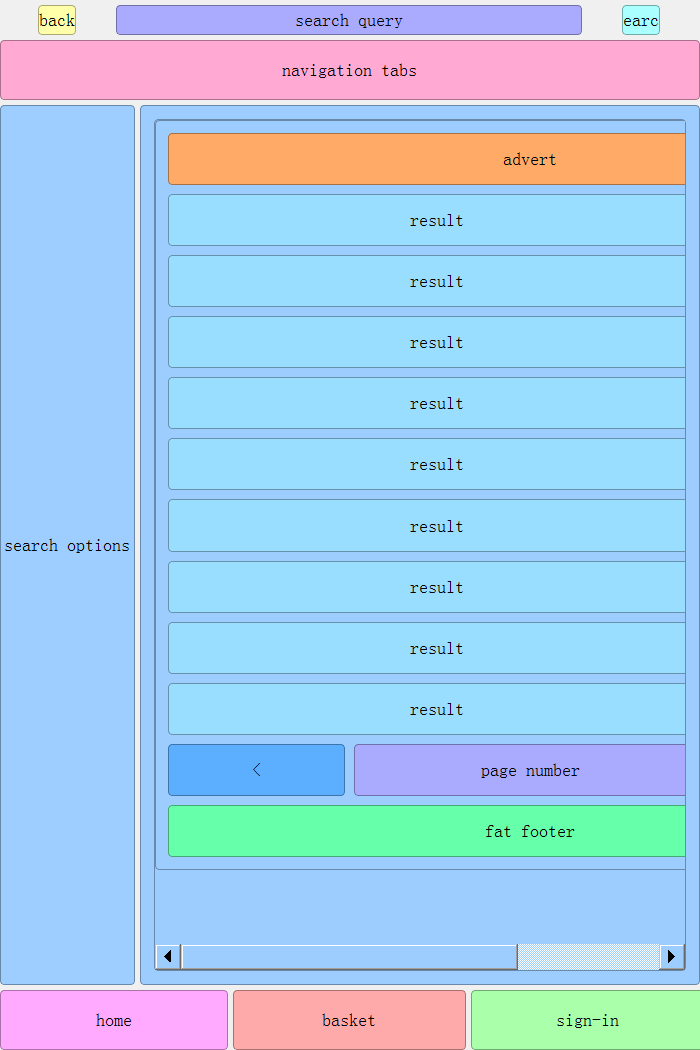 back
search query
earc
navigation tabs
search options
advert
result
result
result
result
result
result
result
result
result
<
page number
fat footer
home
basket
sign-in